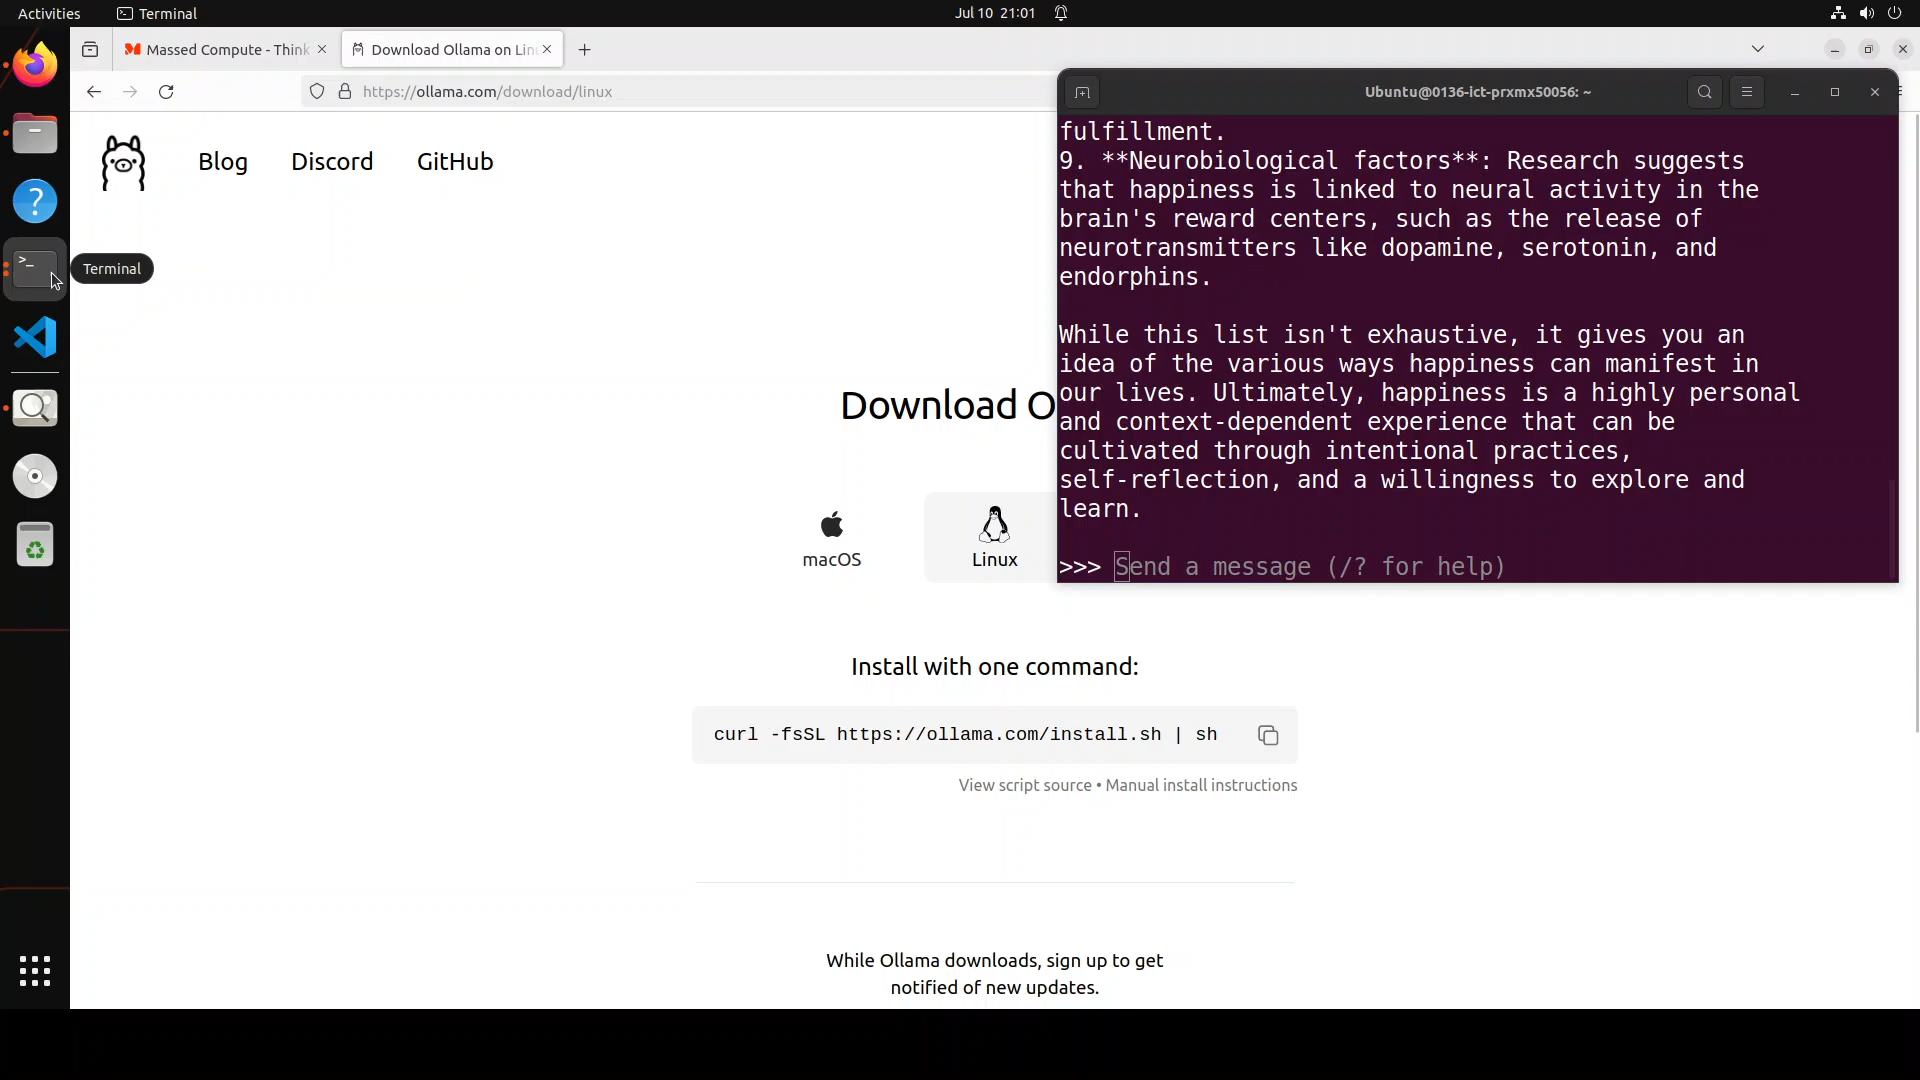 Activities
Terminal
Jul 10 21:01
Massed Compute - Think
Download Ollama on Lin
https://ollama.com/download/linux
Ubuntu@0136-ict-prxmx50056: ~
Blog
Discord
GitHub
Terminal
fulfillment.
9. **Neurobiological factors**: Research suggests
that happiness is linked to neural activity in the
brain's reward centers, such as the release of
neurotransmitters like dopamine, serotonin, and
endorphins.
While this list isn't exhaustive, it gives you an
idea of the various ways happiness can manifest in
our lives. Ultimately, happiness is a highly personal
and context-dependent experience that can be
cultivated through intentional practices,
self-reflection, and a willingness to explore and
learn.
>>> Send a message (/? for help)
Download O
macOS
Linux
Install with one command:
curl -fsSL https://ollama.com/install.sh | sh
View script source • Manual install instructions
While Ollama downloads, sign up to get
notified of new updates.